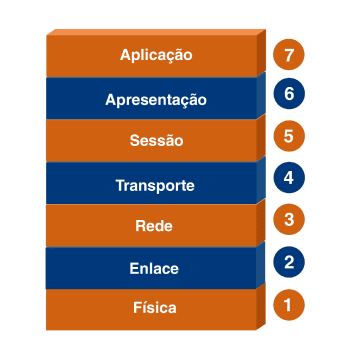 Aplicação 7
Apresentação 6
Sessão 5
Transporte 4
Rede 3
Enlace 2
Física 1